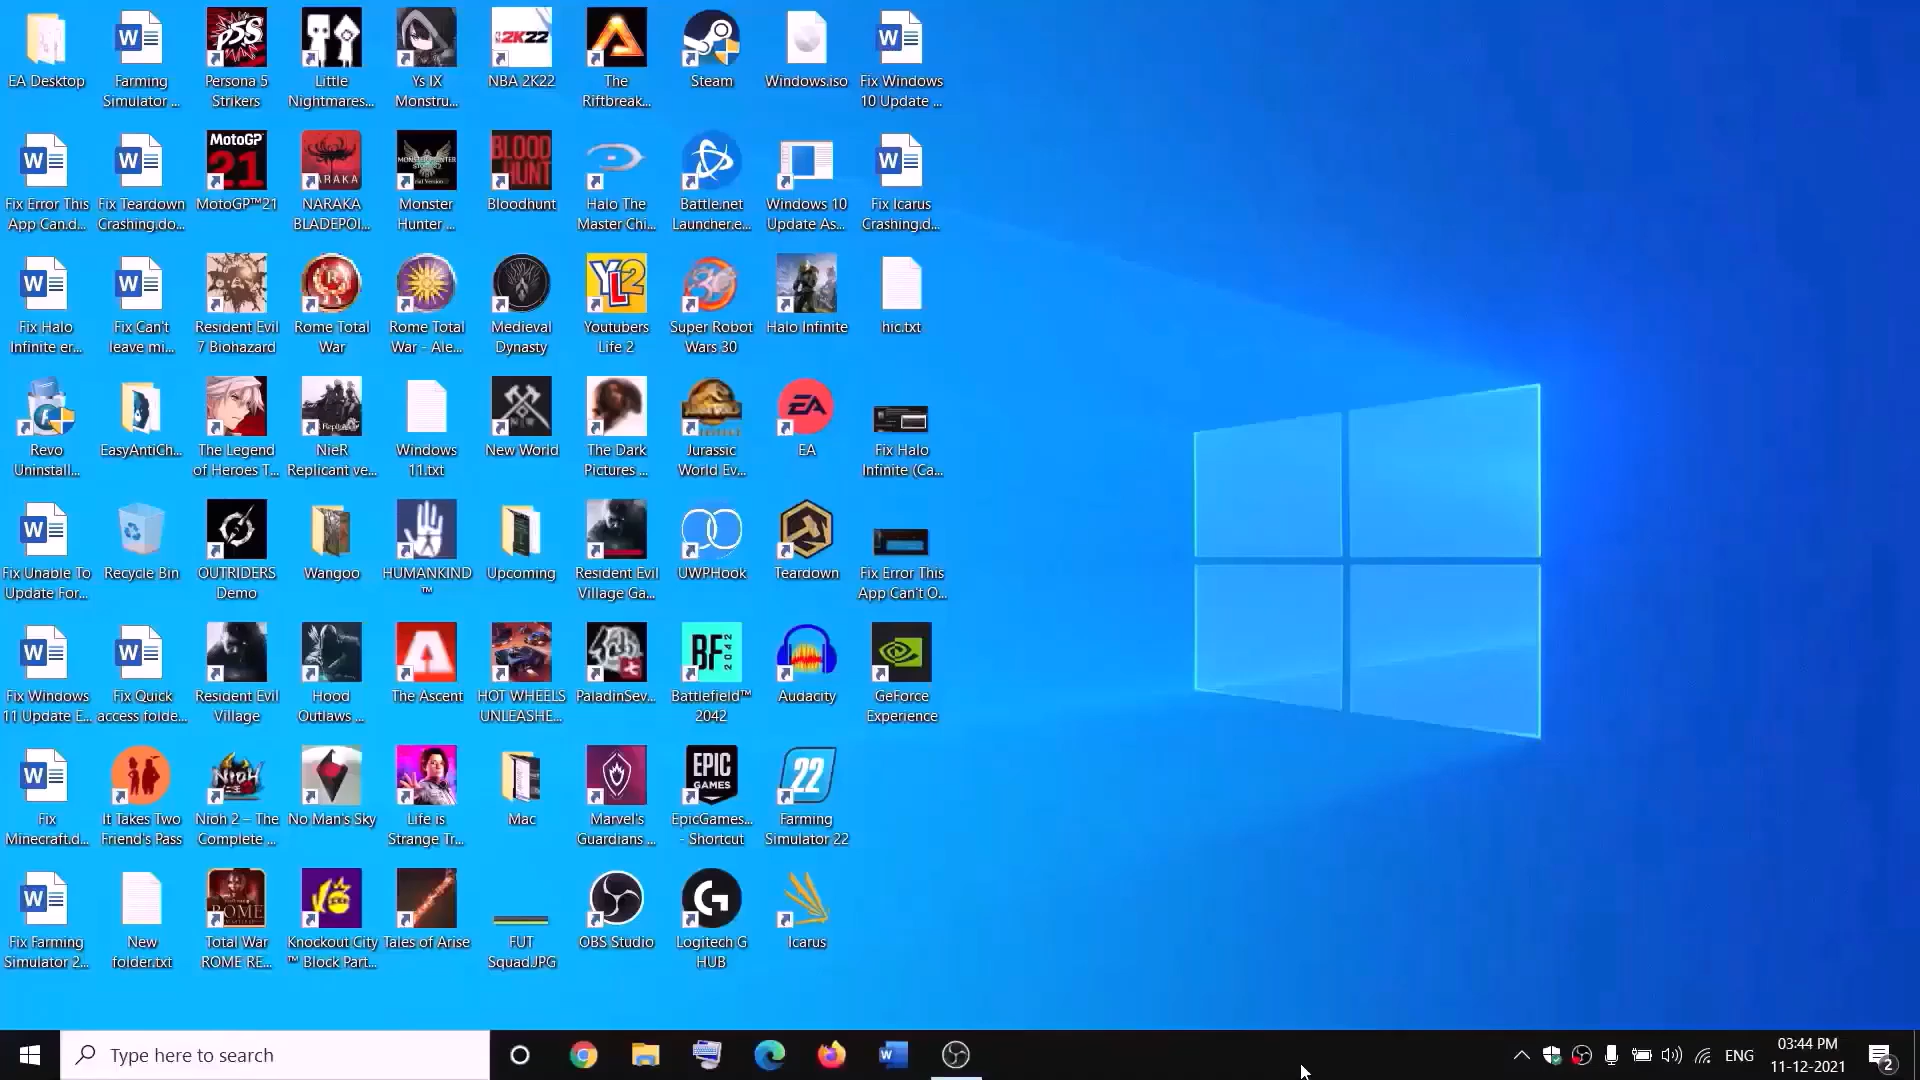 EA Desktop
Farming
Simulator ...
Persona 5
Strikers
Little
Nightmares...
Ys IX
Monstru...
NBA 2K22
The
Riftbreak...
Steam
Windows.iso
Fix Windows
10 Update ...
Fix Error This
App Can.d...
Fix Teardown
Crashing.do...
MotoGP™21
NARAKA
BLADEPOI...
Monster
Hunter ...
Bloodhunt
Halo The
Master Chi...
Battle.net
Launcher.e...
Windows 10
Update As...
Fix Icarus
Crashing.d...
Fix Halo
Infinite er...
Fix Can't
leave mi...
Resident Evil
7 Biohazard
Rome Total
War
Rome Total
War - Ale...
Medieval
Dynasty
Youtubers
Life 2
Super Robot
Wars 30
Halo Infinite
hic.txt
Revo
Uninstall...
EasyAntiCh...
The Legend
of Heroes T...
NieR
Replicant ve...
Windows
11.txt
New World
The Dark
Pictures ...
Jurassic
World Ev...
EA
Fix Halo
Infinite (Ca...
Fix Unable To
Update For...
Recycle Bin
OUTRIDERS
Demo
Wangoo
HUMANKIND
™
Upcoming
Resident Evil
Village Ga...
UWPHook
Teardown
Fix Error This
App Can't O...
Fix Windows
11 Update E...
Fix Quick
access folde...
Resident Evil
Village
Hood
Outlaws ...
The Ascent
HOT WHEELS
UNLEASHE...
PaladinSev...
Battlefield™
2042
Audacity
GeForce
Experience
Fix
Minecraft.d...
It Takes Two
Friend's Pass
Nioh 2 – The
Complete ...
No Man's Sky
Life is
Strange Tr...
Mac
Marvel's
Guardians ...
EpicGames...
- Shortcut
Farming
Simulator 22
Fix Farming
Simulator 2...
New
folder.txt
Total War
ROME RE...
Knockout City
™ Block Part...
Tales of Arise
FUT
Squad.JPG
OBS Studio
Logitech G
HUB
Icarus
Type here to search
ENG
03:44 PM
11-12-2021
2